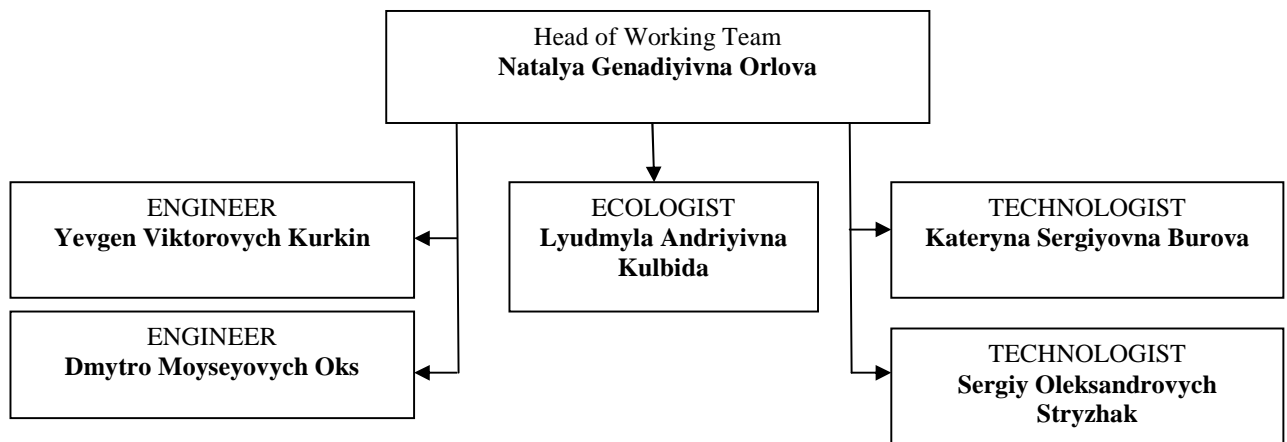 Head of Working Team
Natalya Genadiyivna Orlova
ENGINEER
Yevgen Viktorovych Kurkin
ECOLOGIST
Lyudmyla Andriyivna
Kulbida
TECHNOLOGIST
Kateryna Sergiyovna Burova
ENGINEER
Dmytro Moyseyovych Oks
TECHNOLOGIST
Sergiy Oleksandrovych
Stryzhak